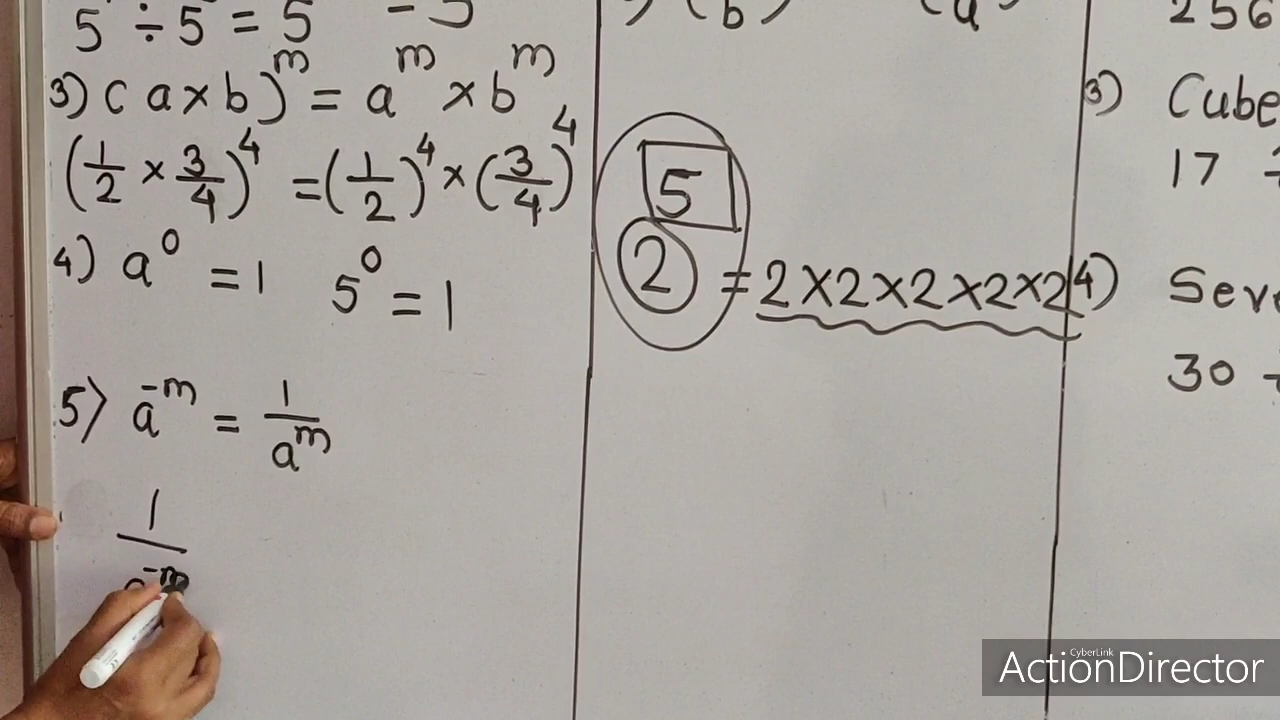 5 ÷ 5 = 5
3) (a×b)^m = a^m × b^m
(1/2 × 3/4)^4 = (1/2)^4 × (3/4)^4
4) a^0 = 1 5^0 = 1
5) a^-m = 1/a^m
1/a^-m
2^5 = 2×2×2×2×2
256
3) Cube
17
4) Seve
30
CyberLink
ActionDirector